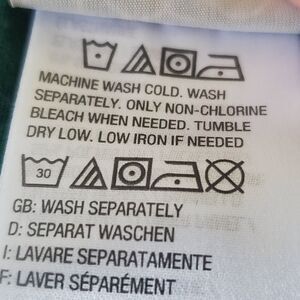 MACHINE WASH COLD. WASH
SEPARATELY. ONLY NON-CHLORINE
BLEACH WHEN NEEDED. TUMBLE
DRY LOW. LOW IRON IF NEEDED
30
GB: WASH SEPARATELY
D: SEPARAT WASCHEN
I: LAVARE SEPARATAMENTE
F: LAVER SÉPARÉMENT